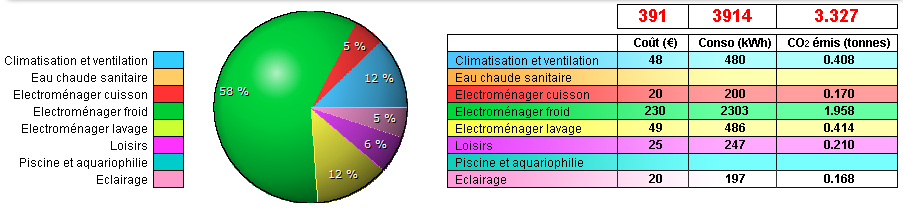 391 3914 3.327
Coût (€) Conso (kWh) CO2 émis (tonnes)
Climatisation et ventilation
Eau chaude sanitaire
Electroménager cuisson
Electroménager froid
Electroménager lavage
Loisirs
Piscine et aquariophilie
Eclairage
5 %
12 %
58 %
5 %
6 %
12 %
Climatisation et ventilation 48 480 0.408
Eau chaude sanitaire
Electroménager cuisson 20 200 0.170
Electroménager froid 230 2303 1.958
Electroménager lavage 49 486 0.414
Loisirs 25 247 0.210
Piscine et aquariophilie
Eclairage 20 197 0.168